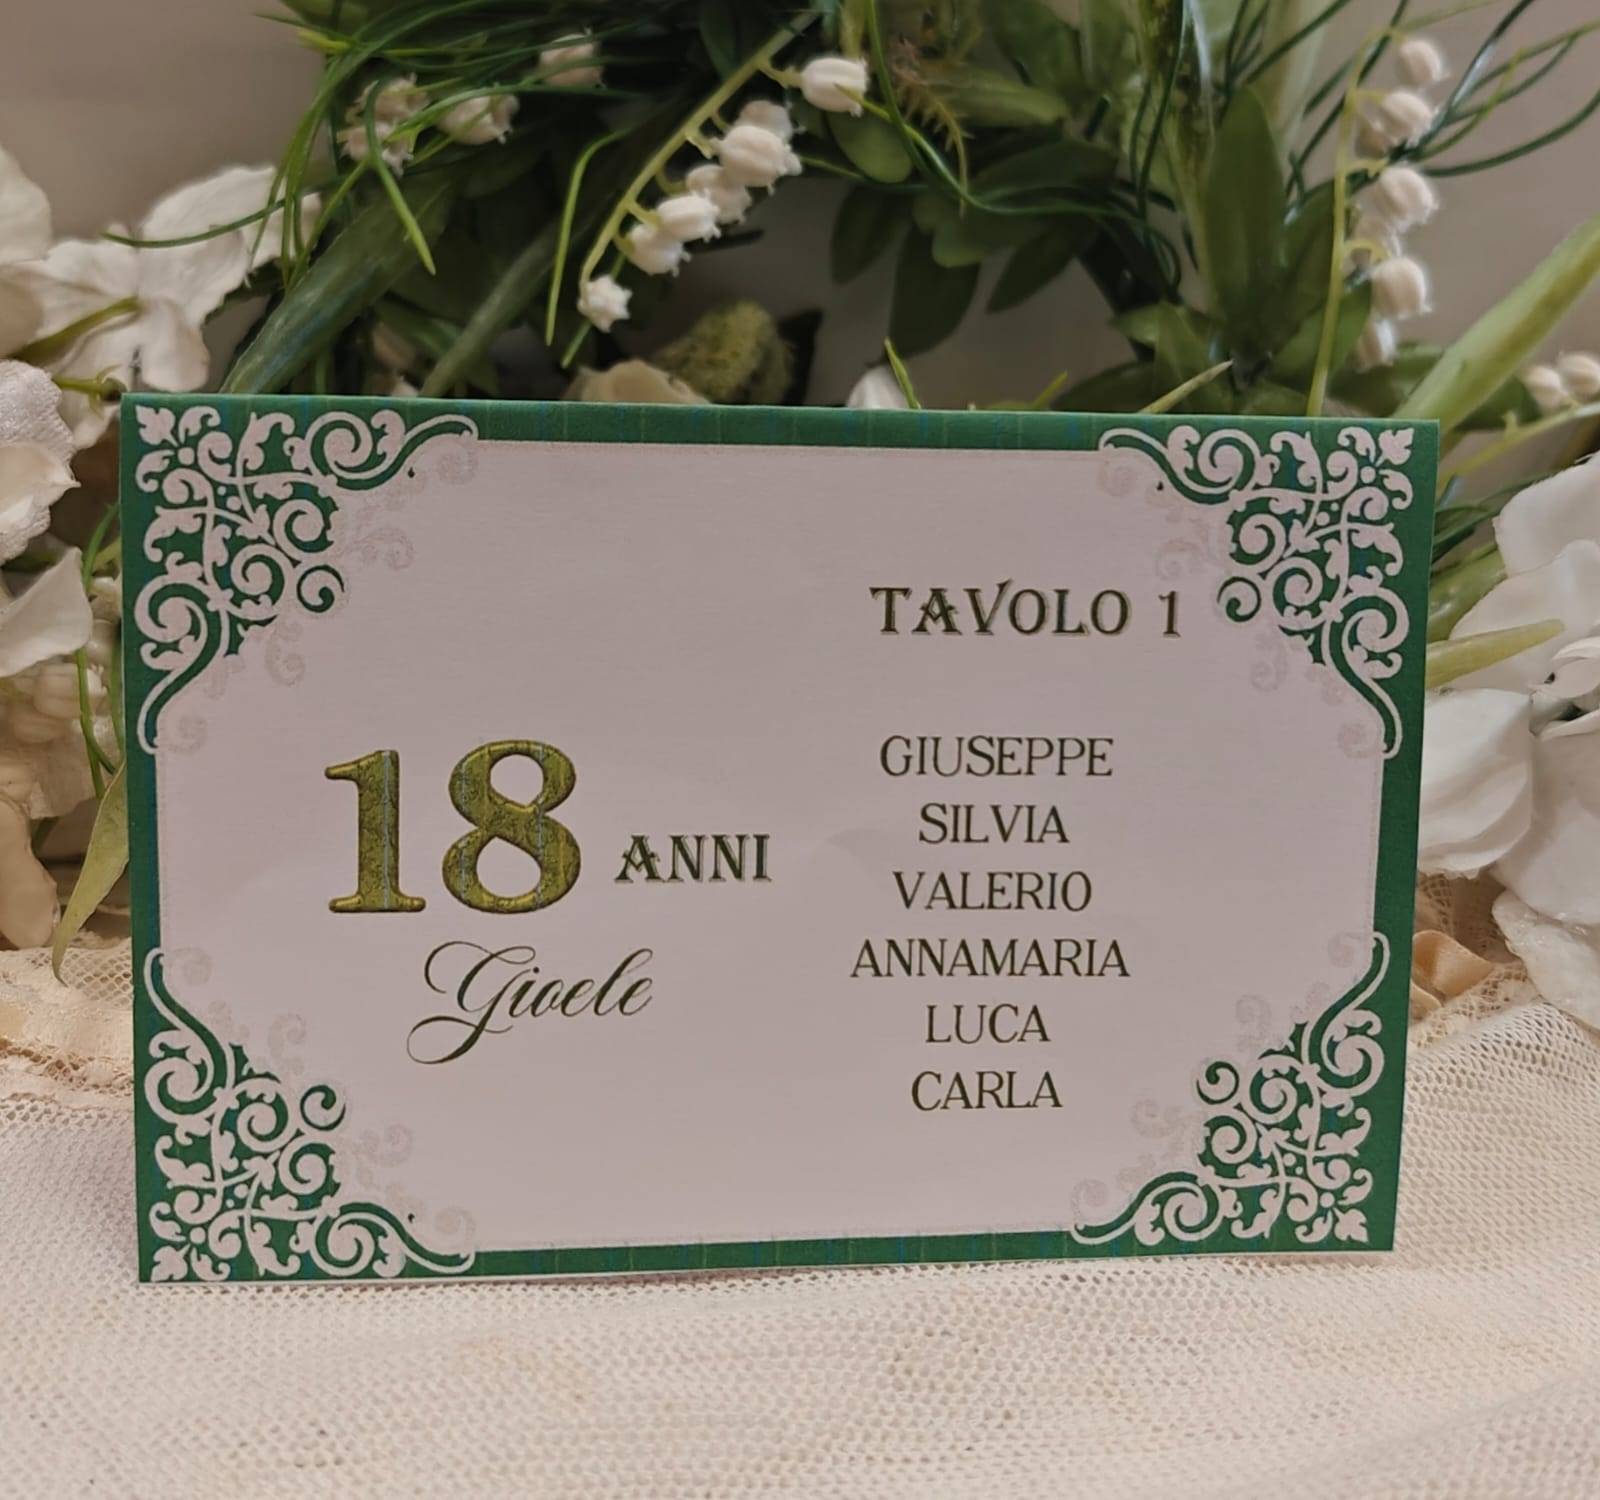 TAVOLO 1
18 ANNI
Gioele
GIUSEPPE
SILVIA
VALERIO
ANNAMARIA
LUCA
CARLA